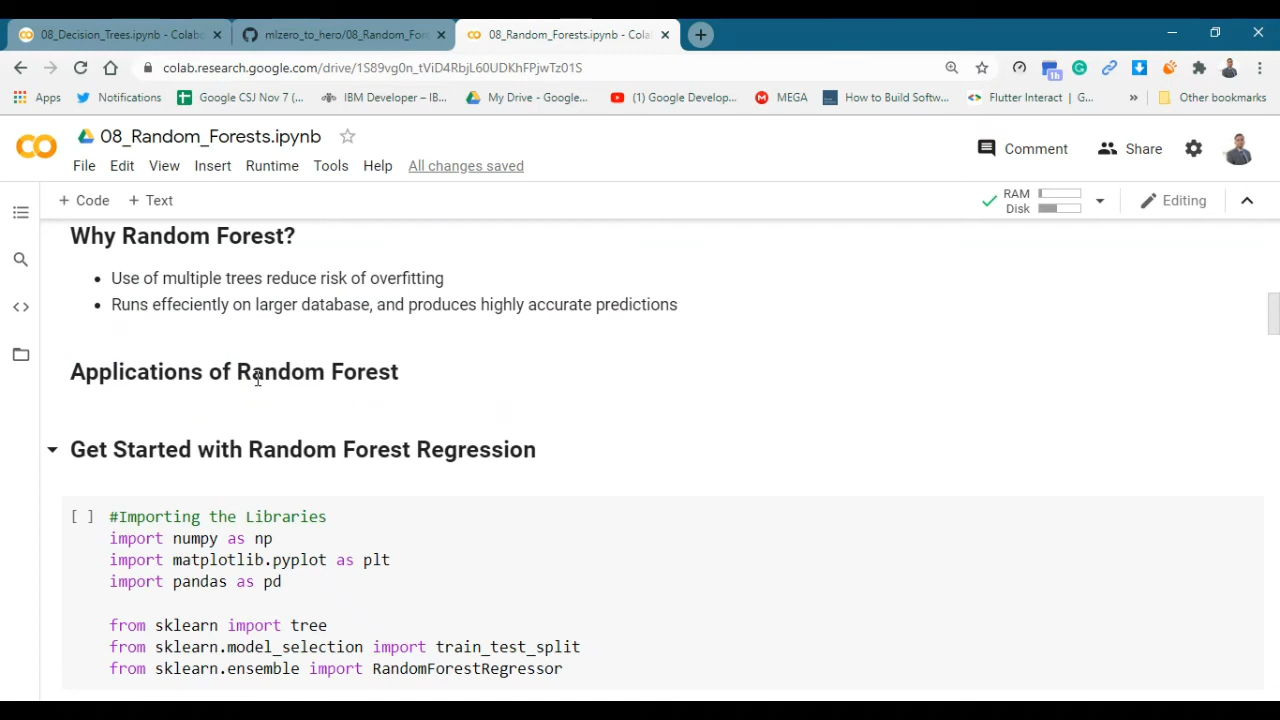 08_Decision_Trees.ipynb - Colabo
mlzero_to_hero/08_Random_For
08_Random_Forests.ipynb - Cola
colab.research.google.com/drive/1S89vg0n_tViD4RbjL60UDKhFPjwTz01S
1h
Apps
Notifications
Google CSJ Nov 7 (...
IBM Developer – IB...
My Drive - Google...
(1) Google Develop...
MEGA
How to Build Softw...
Flutter Interact | G...
»
Other bookmarks
08_Random_Forests.ipynb
Comment
Share
File Edit View Insert Runtime Tools Help All changes saved
+ Code + Text
RAM
Disk
Editing
Why Random Forest?
• Use of multiple trees reduce risk of overfitting
• Runs effeciently on larger database, and produces highly accurate predictions
Applications of Random Forest
Get Started with Random Forest Regression
[ ] #Importing the Libraries
import numpy as np
import matplotlib.pyplot as plt
import pandas as pd
from sklearn import tree
from sklearn.model_selection import train_test_split
from sklearn.ensemble import RandomForestRegressor